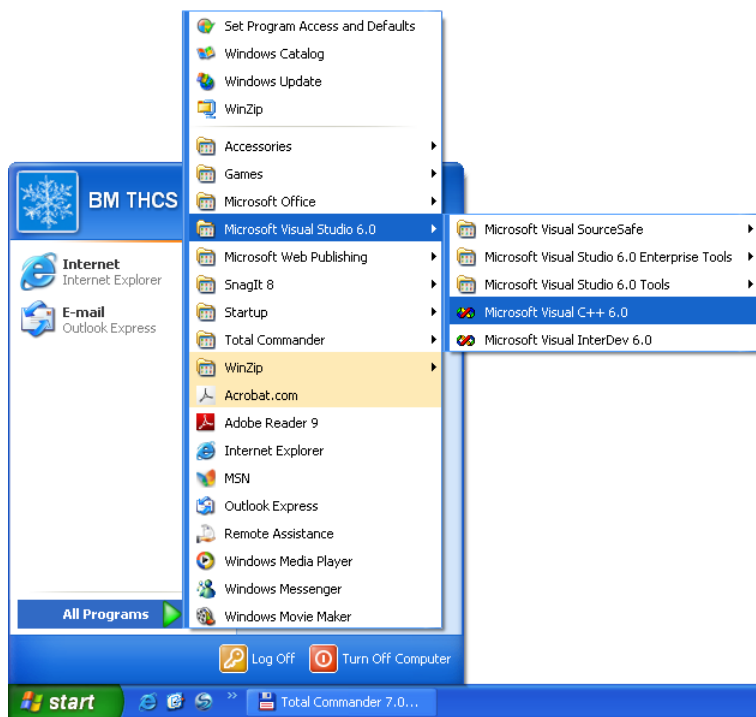 Set Program Access and Defaults
Windows Catalog
Windows Update
WinZip
Accessories
Games
Microsoft Office
Microsoft Visual Studio 6.0
Microsoft Web Publishing
SnagIt 8
Startup
Total Commander
WinZip
Acrobat.com
Adobe Reader 9
Internet Explorer
MSN
Outlook Express
Remote Assistance
Windows Media Player
Windows Messenger
Windows Movie Maker
Microsoft Visual SourceSafe
Microsoft Visual Studio 6.0 Enterprise Tools
Microsoft Visual Studio 6.0 Tools
Microsoft Visual C++ 6.0
Microsoft Visual InterDev 6.0
BM THCS
Internet
Internet Explorer
E-mail
Outlook Express
All Programs
Log Off
Turn Off Computer
start
Total Commander 7.0...